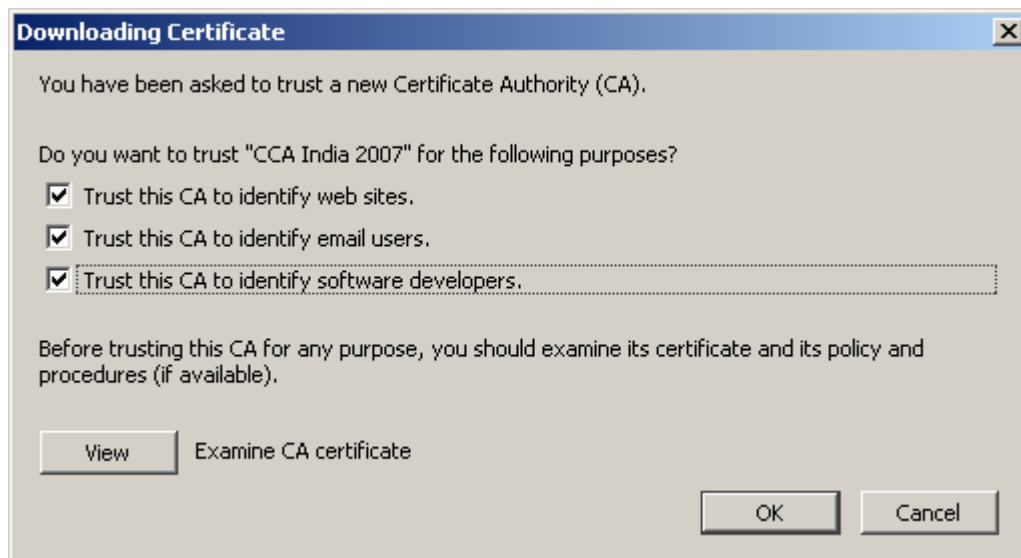 Downloading Certificate
You have been asked to trust a new Certificate Authority (CA).
Do you want to trust "CCA India 2007" for the following purposes?
Trust this CA to identify web sites.
Trust this CA to identify email users.
Trust this CA to identify software developers.
Before trusting this CA for any purpose, you should examine its certificate and its policy and
procedures (if available).
View Examine CA certificate
OK Cancel